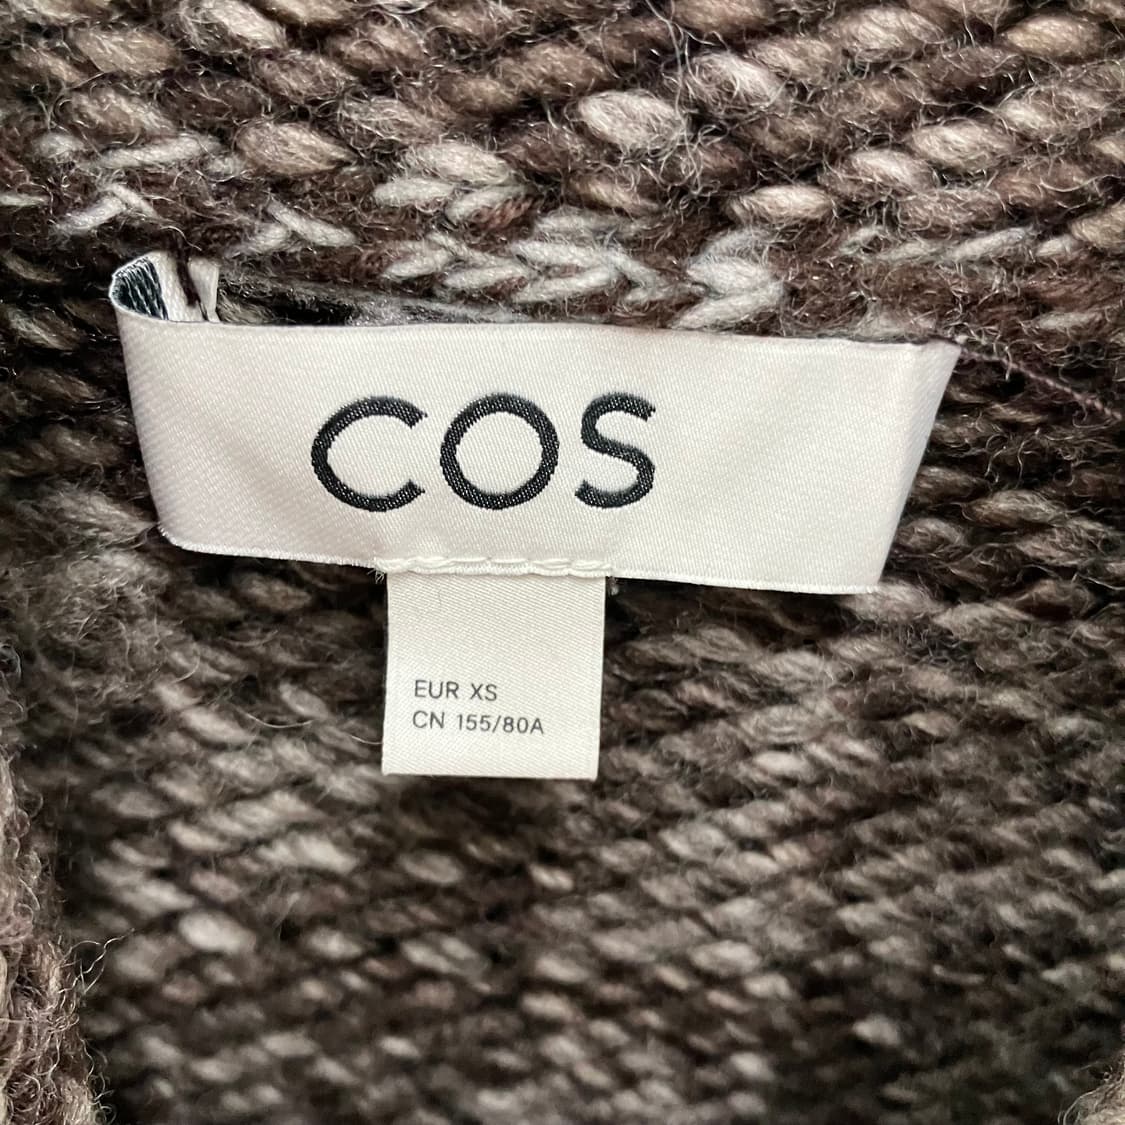 COS
EUR XS
CN 155/80A